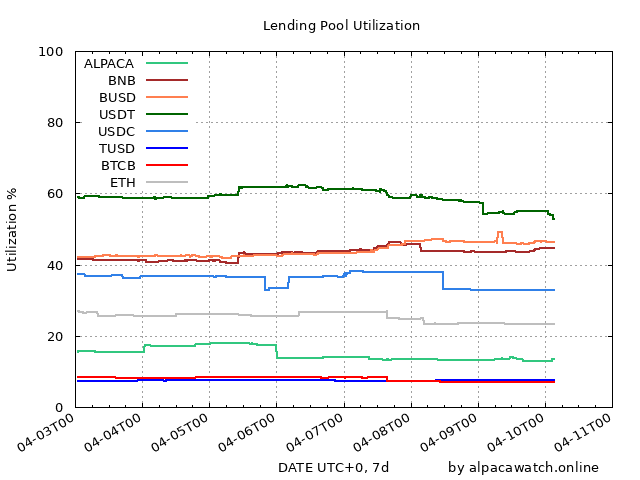 Lending Pool Utilization
100
80
60
40
20
0
Utilization %
ALPACA
BNB
BUSD
USDT
USDC
TUSD
BTCB
ETH
04-03T00
04-04T00
04-05T00
04-06T00
04-07T00
04-08T00
04-09T00
04-10T00
04-11T00
DATE UTC+0, 7d
by alpacawatch.online